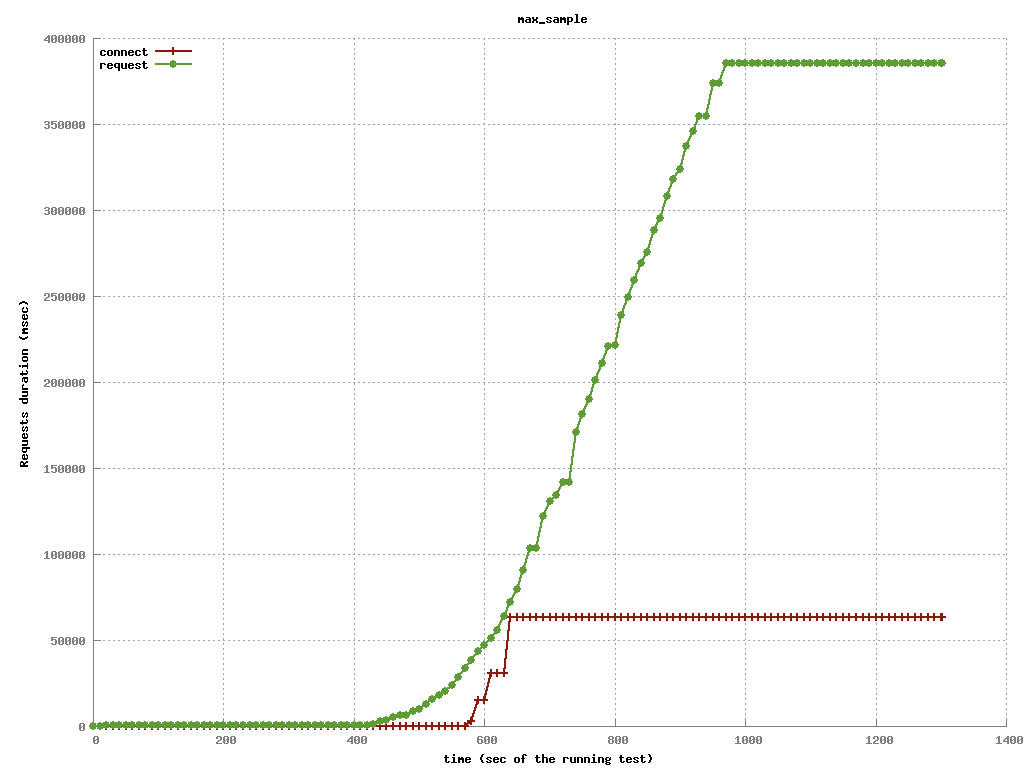 max_sample
connect
request
400000
350000
300000
250000
200000
150000
100000
50000
0
Requests duration (msec)
0 200 400 600 800 1000 1200 1400
time (sec of the running test)